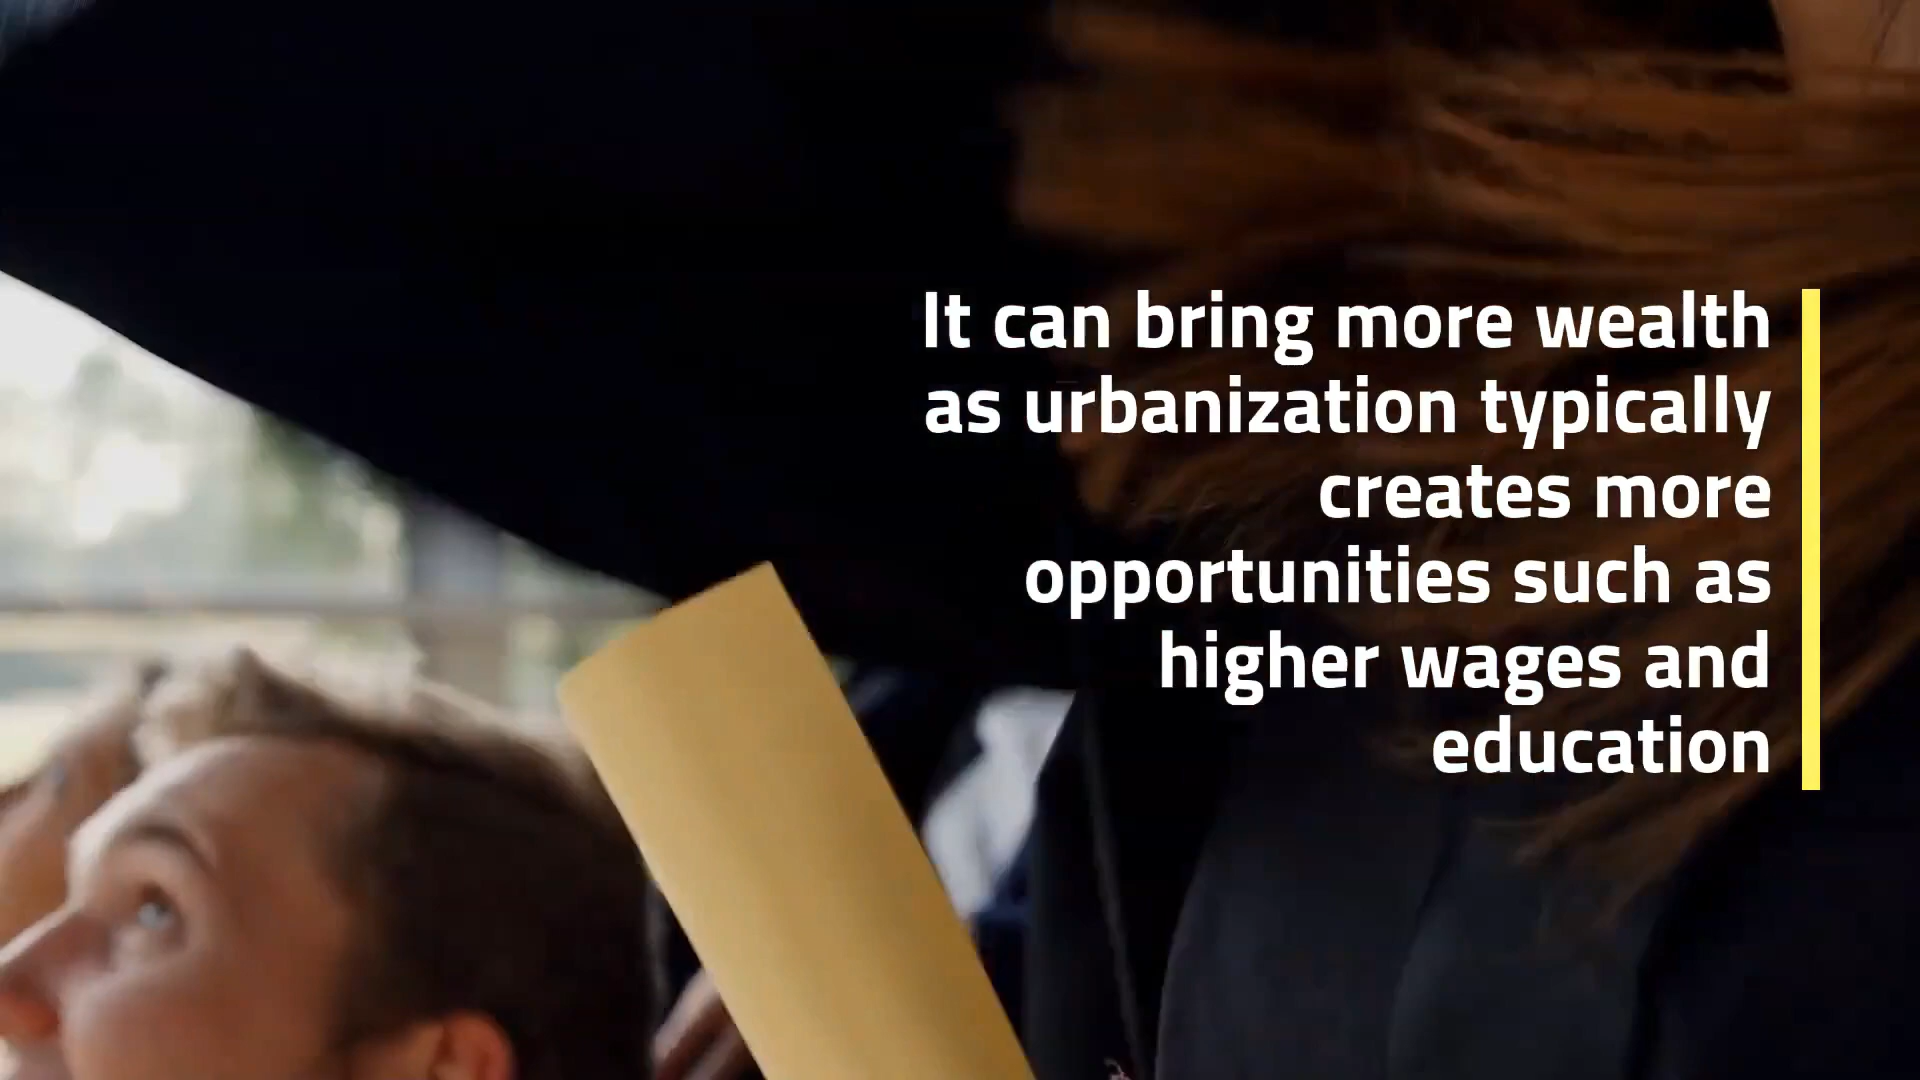 It can bring more wealth
as urbanization typically
creates more
opportunities such as
higher wages and
education